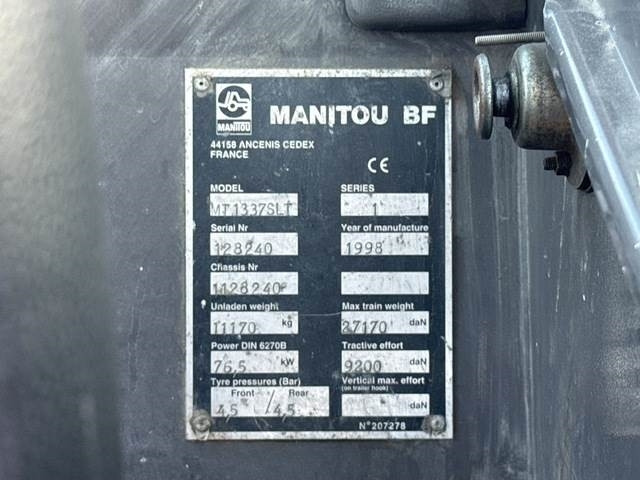 MANITOU
MANITOU BF
44158 ANCENIS CEDEX
FRANCE
CE
MODEL SERIES
MT1337SLT 1
Serial Nr Year of manufacture
128240 1998
Chassis Nr
1128240
Unladen weight Max train weight
11170 kg 27170 daN
Power DIN 6270B Tractive effort
76,5 kW 9200 daN
Tyre pressures (Bar) Vertical max. effort
(on trailer hook)
Front / Rear
4,5 4,5 daN
N°207278